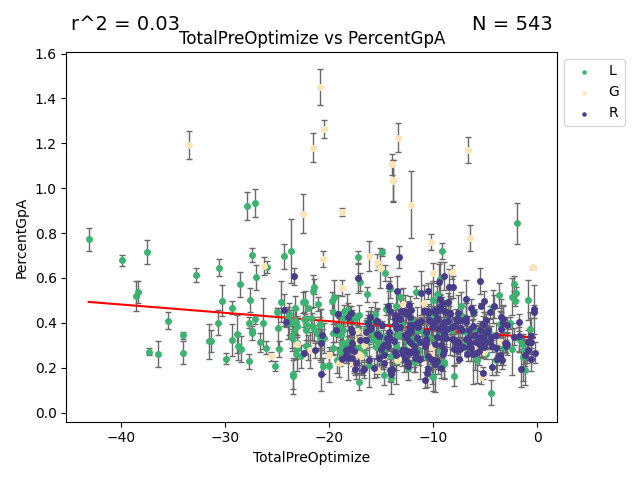 r^2 = 0.03
N = 543
TotalPreOptimize vs PercentGpA
L
G
R
PercentGpA
1.6
1.4
1.2
1.0
0.8
0.6
0.4
0.2
0.0
−40
−30
−20
−10
0
TotalPreOptimize